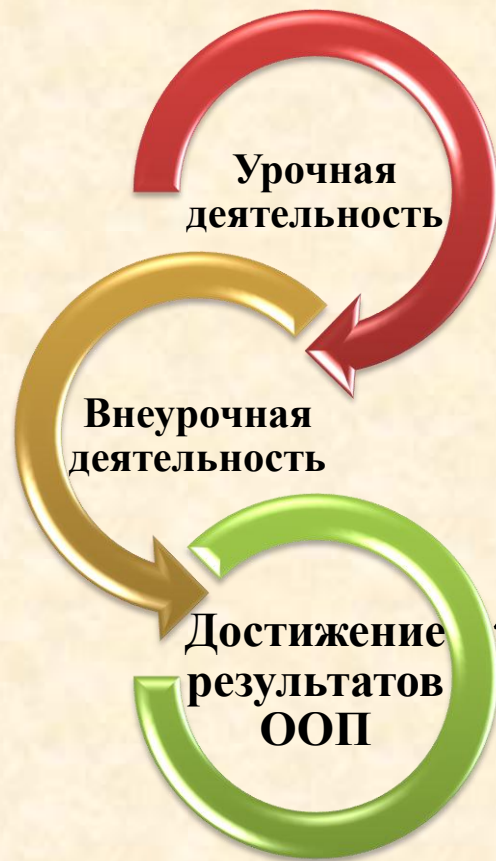 Урочная
деятельность
Внеурочная
деятельность
Достижение
результатов
ООП